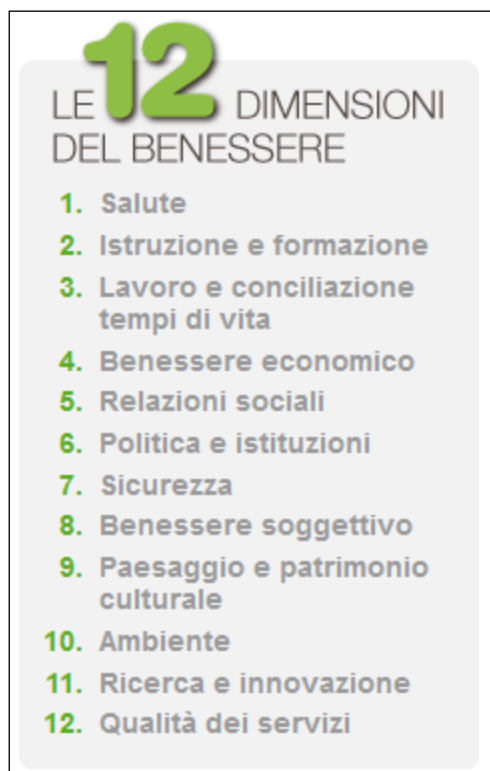 LE 12 DIMENSIONI
DEL BENESSERE
1. Salute
2. Istruzione e formazione
3. Lavoro e conciliazione
tempi di vita
4. Benessere economico
5. Relazioni sociali
6. Politica e istituzioni
7. Sicurezza
8. Benessere soggettivo
9. Paesaggio e patrimonio
culturale
10. Ambiente
11. Ricerca e innovazione
12. Qualità dei servizi